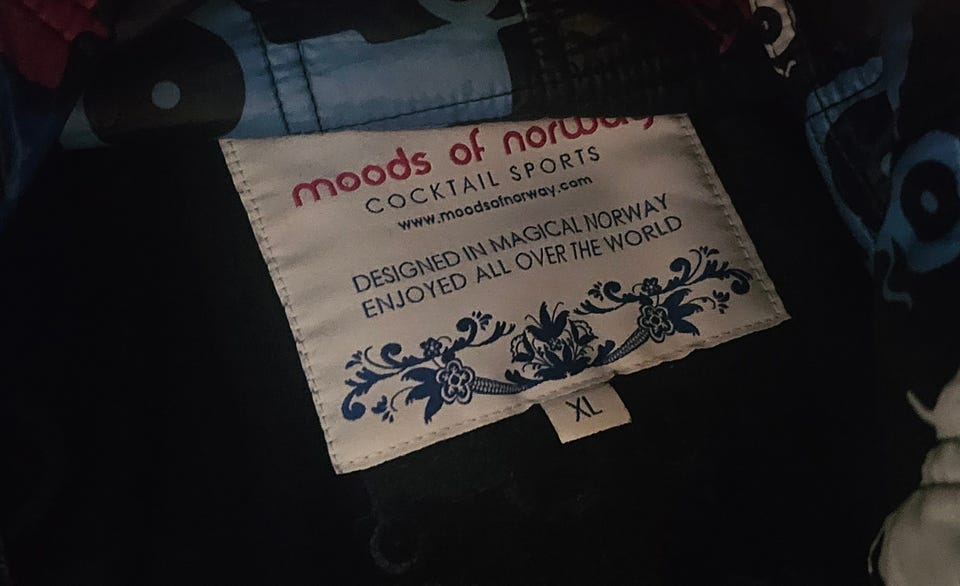 moods of norway
COCKTAIL SPORTS
www.moodsofnorway.com
DESIGNED IN MAGICAL NORWAY
ENJOYED ALL OVER THE WORLD
XL